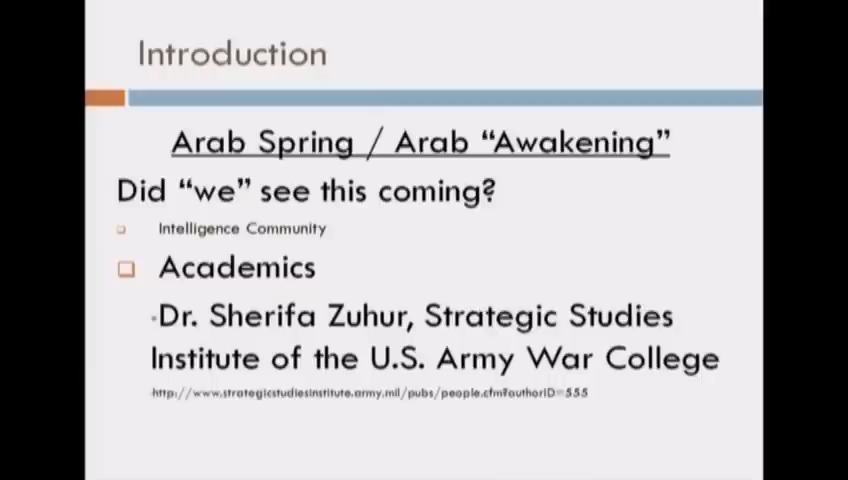 Introduction
Arab Spring / Arab “Awakening”
Did “we” see this coming?
Intelligence Community
Academics
Dr. Sherifa Zuhur, Strategic Studies
Institute of the U.S. Army War College
http://www.strategicstudiesinstitute.army.mil/pubs/people.cfm?authorID=555